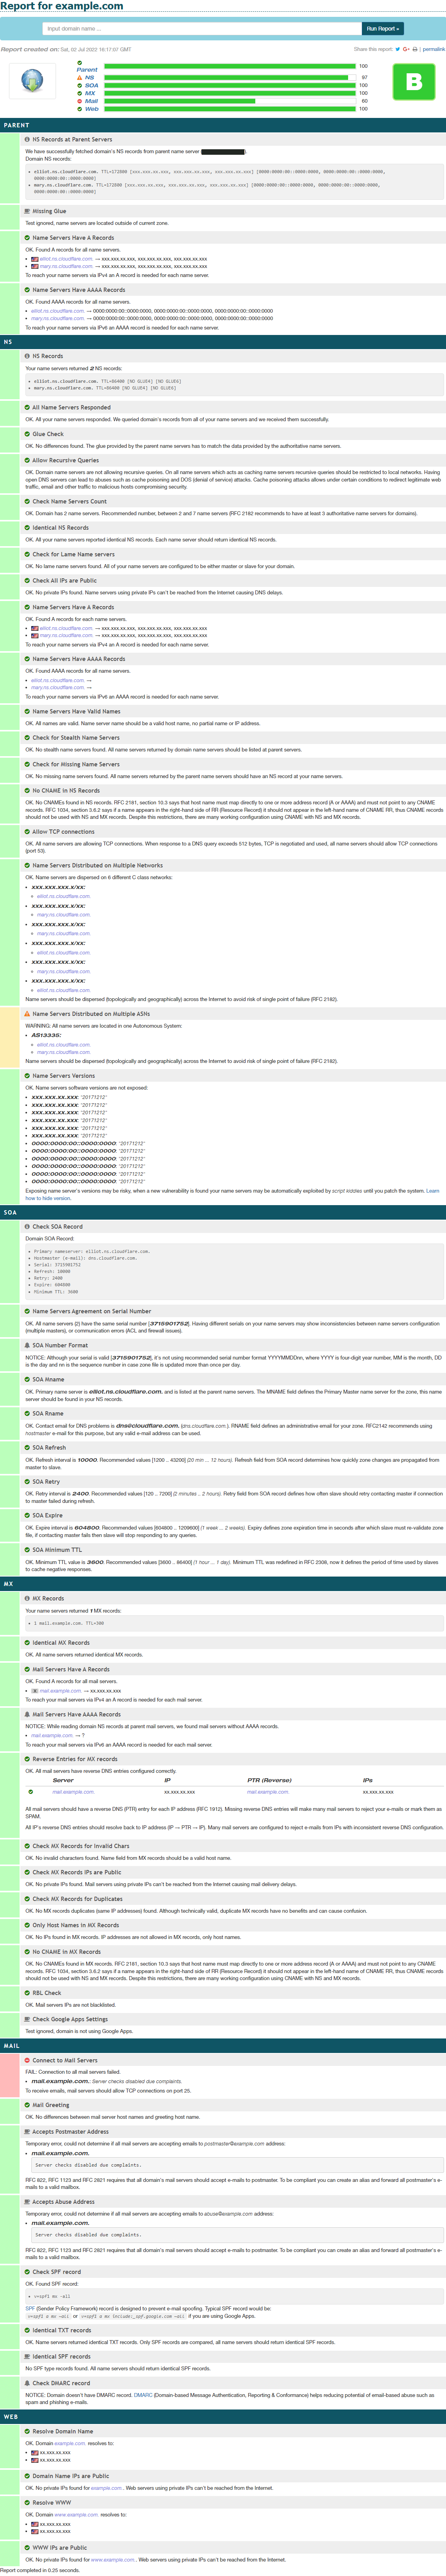 Report for example.com
Input domain name ...
Run Report »
Report created on: Sat, 02 Jul 2022 16:17:07 GMT
Share this report: | permalink
Parent 100
NS 97
SOA 100
MX 100
Mail 60
Web 100
B
PARENT
NS Records at Parent Servers
We have successfully fetched domain's NS records from parent name server
Domain NS records:
elliot.ns.cloudflare.com. TTL=172800 [xxx.xxx.xx.xxx, xxx.xxx.xx.xxx, xxx.xx.xx.xxx] [0000:0000:00::0000:0000, 0000:0000:00::0000:0000,
0000:0000:00::0000:0000]
mary.ns.cloudflare.com. TTL=172800 [xxx.xxx.xx.xxx, xxx.xxx.xx.xxx, xxx.xx.xx.xxx] [0000:0000:00::0000:0000, 0000:0000:00::0000:0000,
0000:0000:00::0000:0000]
Missing Glue
Test ignored, name servers are located outside of current zone.
Name Servers Have A Records
OK. Found A records for all name servers.
elliot.ns.cloudflare.com. → xxx.xxx.xx.xxx, xxx.xxx.xx.xxx, xxx.xx.xx.xxx
mary.ns.cloudflare.com. → xxx.xxx.xx.xxx, xxx.xxx.xx.xxx, xxx.xx.xx.xxx
To reach your name servers via IPv4 an A record is needed for each name server.
Name Servers Have AAAA Records
OK. Found AAAA records for all name servers.
elliot.ns.cloudflare.com. → 0000:0000:00::0000:0000, 0000:0000:00::0000:0000, 0000:0000:00::0000:0000
mary.ns.cloudflare.com. → 0000:0000:00::0000:0000, 0000:0000:00::0000:0000, 0000:0000:00::0000:0000
To reach your name servers via IPv6 an AAAA record is needed for each name server.
NS
NS Records
Your name servers returned 2 NS records:
elliot.ns.cloudflare.com. TTL=86400 [NO GLUE4] [NO GLUE6]
mary.ns.cloudflare.com. TTL=86400 [NO GLUE4] [NO GLUE6]
All Name Servers Responded
OK. All your name servers responded. We queried domain's records from all of your name servers and we received them successfully.
Glue Check
OK. No differences found. The glue provided by the parent name servers has to match the data provided by the authoritative name servers.
Allow Recursive Queries
OK. Domain name servers are not allowing recursive queries. On all name servers which acts as caching name servers recursive queries should be restricted to local networks. Having
open DNS servers can lead to abuses such as cache poisoning and DOS (denial of service) attacks. Cache poisoning attacks allows under certain conditions to redirect legitimate web
traffic, email and other traffic to malicious hosts compromising security.
Check Name Servers Count
OK. Domain has 2 name servers. Recommended number, between 2 and 7 name servers (RFC 2182 recommends to have at least 3 authoritative name servers for domains).
Identical NS Records
OK. All your name servers reported identical NS records. Each name server should return identical NS records.
Check for Lame Name servers
OK. No lame name servers found. All of your name servers are configured to be either master or slave for your domain.
Check All IPs are Public
OK. No private IPs found. Name servers using private IPs can't be reached from the Internet causing DNS delays.
Name Servers Have A Records
OK. Found A records for each name servers.
elliot.ns.cloudflare.com. → xxx.xxx.xx.xxx, xxx.xxx.xx.xxx, xxx.xx.xx.xxx
mary.ns.cloudflare.com. → xxx.xxx.xx.xxx, xxx.xxx.xx.xxx, xxx.xx.xx.xxx
To reach your name servers via IPv4 an A record is needed for each name server.
Name Servers Have AAAA Records
OK. Found AAAA records for all name servers.
elliot.ns.cloudflare.com. →
mary.ns.cloudflare.com. →
To reach your name servers via IPv6 an AAAA record is needed for each name server.
Name Servers Have Valid Names
OK. All names are valid. Name server name should be a valid host name, no partial name or IP address.
Check for Stealth Name Servers
OK. No stealth name servers found. All name servers returned by domain name servers should be listed at parent servers.
Check for Missing Name Servers
OK. No missing name servers found. All name servers returned by the parent name servers should have an NS record at your name servers.
No CNAME in NS Records
OK. No CNAMEs found in NS records. RFC 2181, section 10.3 says that host name must map directly to one or more address record (A or AAAA) and must not point to any CNAME
records. RFC 1034, section 3.6.2 says if a name appears in the right-hand side of RR (Resource Record) it should not appear in the left-hand name of CNAME RR, thus CNAME records
should not be used with NS and MX records. Despite this restrictions, there are many working configuration using CNAME with NS and MX records.
Allow TCP connections
OK. All name servers are allowing TCP connections. When response to a DNS query exceeds 512 bytes, TCP is negotiated and used, all name servers should allow TCP connections
(port 53).
Name Servers Distributed on Multiple Networks
OK. Name servers are dispersed on 6 different C class networks:
xxx.xxx.xxx.x/xx:
elliot.ns.cloudflare.com.
xxx.xxx.xxx.x/xx:
mary.ns.cloudflare.com.
xxx.xxx.xxx.x/xx:
mary.ns.cloudflare.com.
xxx.xxx.xxx.x/xx:
elliot.ns.cloudflare.com.
xxx.xxx.xxx.x/xx:
mary.ns.cloudflare.com.
xxx.xxx.xxx.x/xx:
elliot.ns.cloudflare.com.
Name servers should be dispersed (topologically and geographically) across the Internet to avoid risk of single point of failure (RFC 2182).
Name Servers Distributed on Multiple ASNs
WARNING. All name servers are located in one Autonomous System:
AS13335:
elliot.ns.cloudflare.com.
mary.ns.cloudflare.com.
Name servers should be dispersed (topologically and geographically) across the Internet to avoid risk of single point of failure (RFC 2182).
Name Servers Versions
OK. Name servers software versions are not exposed:
xxx.xxx.xx.xxx: "20171212"
xxx.xxx.xx.xxx: "20171212"
xxx.xxx.xx.xxx: "20171212"
xxx.xxx.xx.xxx: "20171212"
xxx.xxx.xx.xxx: "20171212"
xxx.xxx.xx.xxx: "20171212"
0000:0000:00::0000:0000: "20171212"
0000:0000:00::0000:0000: "20171212"
0000:0000:00::0000:0000: "20171212"
0000:0000:00::0000:0000: "20171212"
0000:0000:00::0000:0000: "20171212"
0000:0000:00::0000:0000: "20171212"
Exposing name server's versions may be risky, when a new vulnerability is found your name servers may be automatically exploited by script kiddies until you patch the system. Learn
how to hide version.
SOA
Check SOA Record
Domain SOA Record:
Primary nameserver: elliot.ns.cloudflare.com.
Hostmaster (e-mail): dns.cloudflare.com.
Serial: 3715901752
Refresh: 10000
Retry: 2400
Expire: 604800
Minimum TTL: 3600
Name Servers Agreement on Serial Number
OK. All name servers (2) have the same serial number [3715901752]. Having different serials on your name servers may show inconsistencies between name servers configuration
(multiple masters), or communication errors (ACL and firewall issues).
SOA Number Format
NOTICE: Although your serial is valid [3715901752], it's not using recommended serial number format YYYYMMDDnn, where YYYY is four-digit year number, MM is the month, DD
is the day and nn is the sequence number in case zone file is updated more than once per day.
SOA Mname
OK. Primary name server is elliot.ns.cloudflare.com. and is listed at the parent name servers. The MNAME field defines the Primary Master name server for the zone, this name
server should be found in your NS records.
SOA Rname
OK. Contact email for DNS problems is dns@cloudflare.com. (dns.cloudflare.com.). RNAME field defines an administrative email for your zone. RFC2142 recommends using
hostmaster e-mail for this purpose, but any valid e-mail address can be used.
SOA Refresh
OK. Refresh interval is 10000. Recommended values [1200 .. 43200] (20 min ... 12 hours). Refresh field from SOA record determines how quickly zone changes are propagated from
master to slave.
SOA Retry
OK. Retry interval is 2400. Recommended values [120 .. 7200] (2 minutes .. 2 hours). Retry field from SOA record defines how often slave should retry contacting master if connection
to master failed during refresh.
SOA Expire
OK. Expire interval is 604800. Recommended values [604800 .. 1209600] (1 week ... 2 weeks). Expiry defines zone expiration time in seconds after which slave must re-validate zone
file, if contacting master fails then slave will stop responding to any queries.
SOA Minimum TTL
OK. Minimum TTL value is 3600. Recommended values [3600 .. 86400] (1 hour ... 1 day). Minimum TTL was redefined in RFC 2308, now it defines the period of time used by slaves
to cache negative responses.
MX
MX Records
Your name servers returned 1 MX records:
1 mail.example.com. TTL=300
Identical MX Records
OK. All name servers returned identical MX records.
Mail Servers Have A Records
OK. Found A records for all mail servers.
mail.example.com. → xx.xxx.xx.xxx
To reach your mail servers via IPv4 an A record is needed for each mail server.
Mail Servers Have AAAA Records
NOTICE: While reading domain NS records at parent mail servers, we found mail servers without AAAA records.
mail.example.com. → ?
To reach your mail servers via IPv6 an AAAA record is needed for each mail server.
Reverse Entries for MX records
OK. All mail servers have reverse DNS entries configured correctly.
Server IP PTR (Reverse) IPs
mail.example.com. xx.xxx.xx.xxx mail.example.com. xx.xxx.xx.xxx
All mail servers should have a reverse DNS (PTR) entry for each IP address (RFC 1912). Missing reverse DNS entries will make many mail servers to reject your e-mails or mark them as
SPAM.
All IP's reverse DNS entries should resolve back to IP address (IP → PTR → IP). Many mail servers are configured to reject e-mails from IPs with inconsistent reverse DNS configuration.
Check MX Records for Invalid Chars
OK. No invalid characters found. Name field from MX records should be a valid host name.
Check MX Records IPs are Public
OK. No private IPs found. Mail servers using private IPs can't be reached from the Internet causing mail delivery delays.
Check MX Records for Duplicates
OK. No MX records duplicates (same IP addresses) found. Although technically valid, duplicate MX records have no benefits and can cause confusion.
Only Host Names in MX Records
OK. No IPs found in MX records. IP addresses are not allowed in MX records, only host names.
No CNAME in MX Records
OK. No CNAMEs found in MX records. RFC 2181, section 10.3 says that host name must map directly to one or more address record (A or AAAA) and must not point to any CNAME
records. RFC 1034, section 3.6.2 says if a name appears in the right-hand side of RR (Resource Record) it should not appear in the left-hand name of CNAME RR, thus CNAME records
should not be used with NS and MX records. Despite this restrictions, there are many working configuration using CNAME with NS and MX records.
RBL Check
OK. Mail servers IPs are not blacklisted.
Check Google Apps Settings
Test ignored, domain is not using Google Apps.
MAIL
Connect to Mail Servers
FAIL: Connection to all mail servers failed.
mail.example.com.: Server checks disabled due complaints.
To receive emails, mail servers should allow TCP connections on port 25.
Mail Greeting
OK. No differences between mail server host names and greeting host name.
Accepts Postmaster Address
Temporary error, could not determine if all mail servers are accepting emails to postmaster@example.com address:
mail.example.com.
Server checks disabled due complaints.
RFC 822, RFC 1123 and RFC 2821 requires that all domain's mail servers should accept e-mails to postmaster. To be compliant you can create an alias and forward all postmaster's e-
mails to a valid mailbox.
Accepts Abuse Address
Temporary error, could not determine if all mail servers are accepting emails to abuse@example.com address:
mail.example.com.
Server checks disabled due complaints.
RFC 822, RFC 1123 and RFC 2821 requires that all domain's mail servers should accept e-mails to postmaster. To be compliant you can create an alias and forward all postmaster's e-
mails to a valid mailbox.
Check SPF record
OK. Found SPF record:
v=spf1 mx -all
SPF (Sender Policy Framework) record is designed to prevent e-mail spoofing. Typical SPF record would be:
v=spf1 a mx ~all or v=spf1 a mx include:_spf.google.com ~all if you are using Google Apps.
Identical TXT records
OK. Name servers returned identical TXT records. Only SPF records are compared, all name servers should return identical SPF records.
Identical SPF records
No SPF type records found. All name servers should return identical SPF records.
Check DMARC record
NOTICE: Domain doesn't have DMARC record. DMARC (Domain-based Message Authentication, Reporting & Conformance) helps reducing potential of email-based abuse such as
spam and phishing e-mails.
WEB
Resolve Domain Name
OK. Domain example.com. resolves to:
xx.xxx.xx.xxx
xx.xxx.xx.xxx
Domain Name IPs are Public
OK. No private IPs found for example.com. . Web servers using private IPs can't be reached from the Internet.
Resolve WWW
OK. Domain www.example.com. resolves to:
xx.xxx.xx.xxx
xx.xxx.xx.xxx
WWW IPs are Public
OK. No private IPs found for www.example.com. . Web servers using private IPs can't be reached from the Internet.
Report completed in 0.25 seconds.